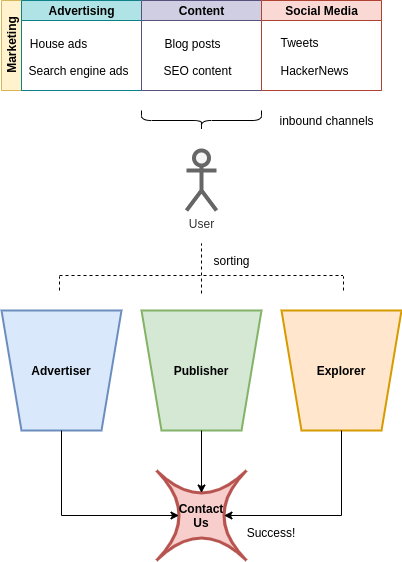 Marketing
Advertising
Content
Social Media
House ads
Blog posts
Tweets
Search engine ads
SEO content
HackerNews
inbound channels
User
sorting
Advertiser
Publisher
Explorer
Contact
Us
Success!